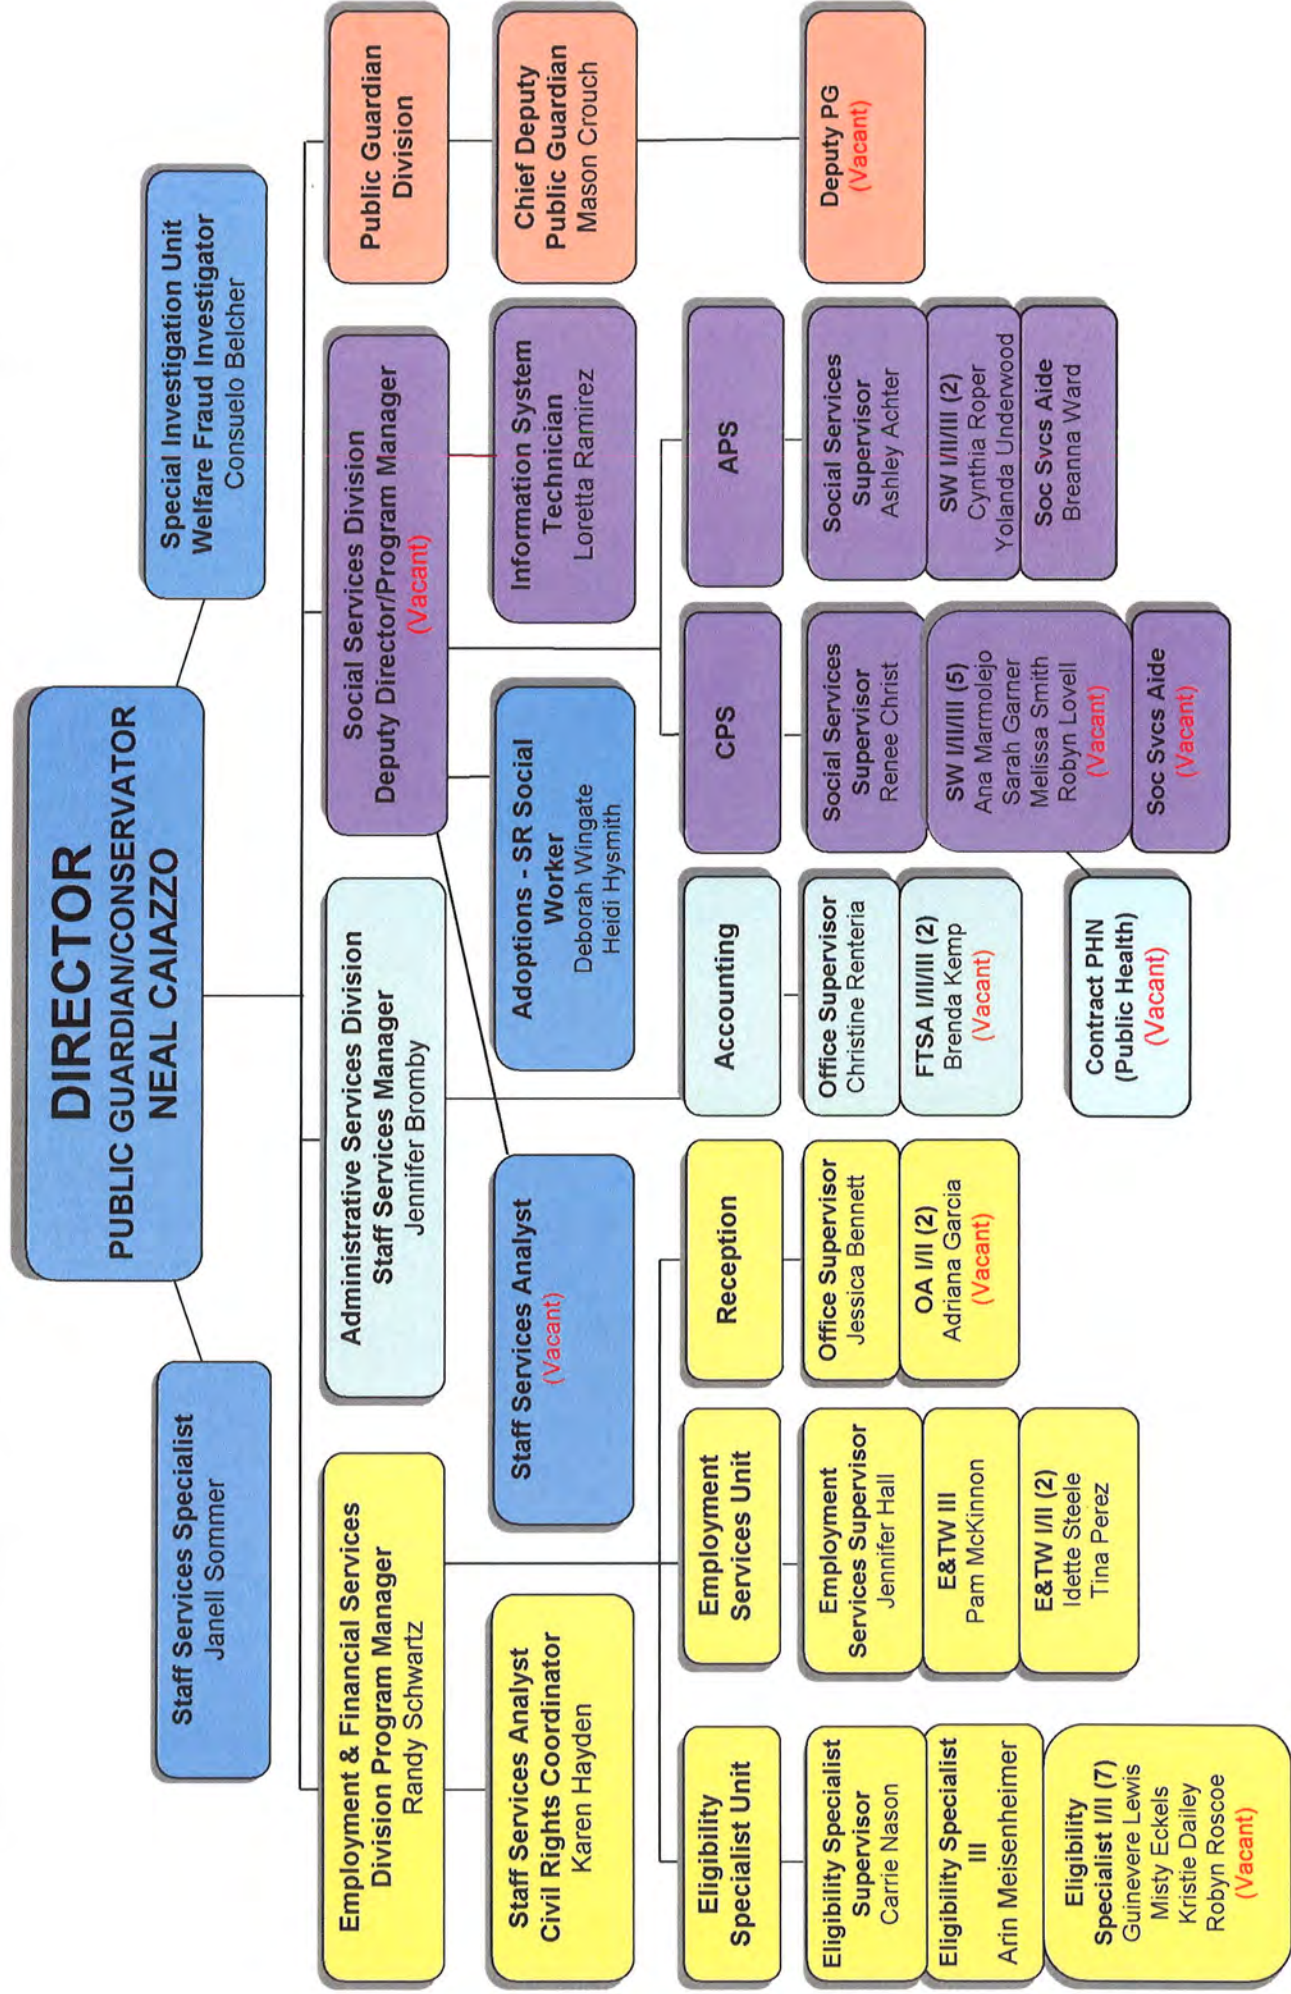 DIRECTOR
PUBLIC GUARDIAN/CONSERVATOR
NEAL CAIAZZO
Staff Services Specialist
Janell Sommer
Special Investigation Unit
Welfare Fraud Investigator
Consuelo Belcher
Employment & Financial Services
Division Program Manager
Randy Schwartz
Administrative Services Division
Staff Services Manager
Jennifer Bromby
Social Services Division
Deputy Director/Program Manager
(Vacant)
Public Guardian
Division
Staff Services Analyst
Civil Rights Coordinator
Karen Hayden
Staff Services Analyst
(Vacant)
Adoptions - SR Social
Worker
Deborah Wingate
Heidi Hysmith
Information System
Technician
Loretta Ramirez
Chief Deputy
Public Guardian
Mason Crouch
Eligibility
Specialist Unit
Eligibility Specialist
Supervisor
Carrie Nason
Eligibility Specialist
III
Arin Meisenheimer
Eligibility
Specialist I/II (7)
Guinevere Lewis
Misty Eckels
Kristie Dailey
Robyn Roscoe
(Vacant)
Employment
Services Unit
Employment
Services Supervisor
Jennifer Hall
E&TW III
Pam McKinnon
E&TW I/II (2)
Idette Steele
Tina Perez
Reception
Office Supervisor
Jessica Bennett
OA I/II (2)
Adriana Garcia
(Vacant)
Accounting
Office Supervisor
Christine Renteria
FTSA I/II/III (2)
Brenda Kemp
(Vacant)
Contract PHN
(Public Health)
(Vacant)
CPS
Social Services
Supervisor
Renee Christ
SW I/II/III (5)
Ana Marmolejo
Sarah Garner
Melissa Smith
Robyn Lovell
(Vacant)
Soc Svcs Aide
(Vacant)
APS
Social Services
Supervisor
Ashley Achter
SW I/II/III (2)
Cynthia Roper
Yolanda Underwood
Soc Svcs Aide
Breanna Ward
Deputy PG
(Vacant)